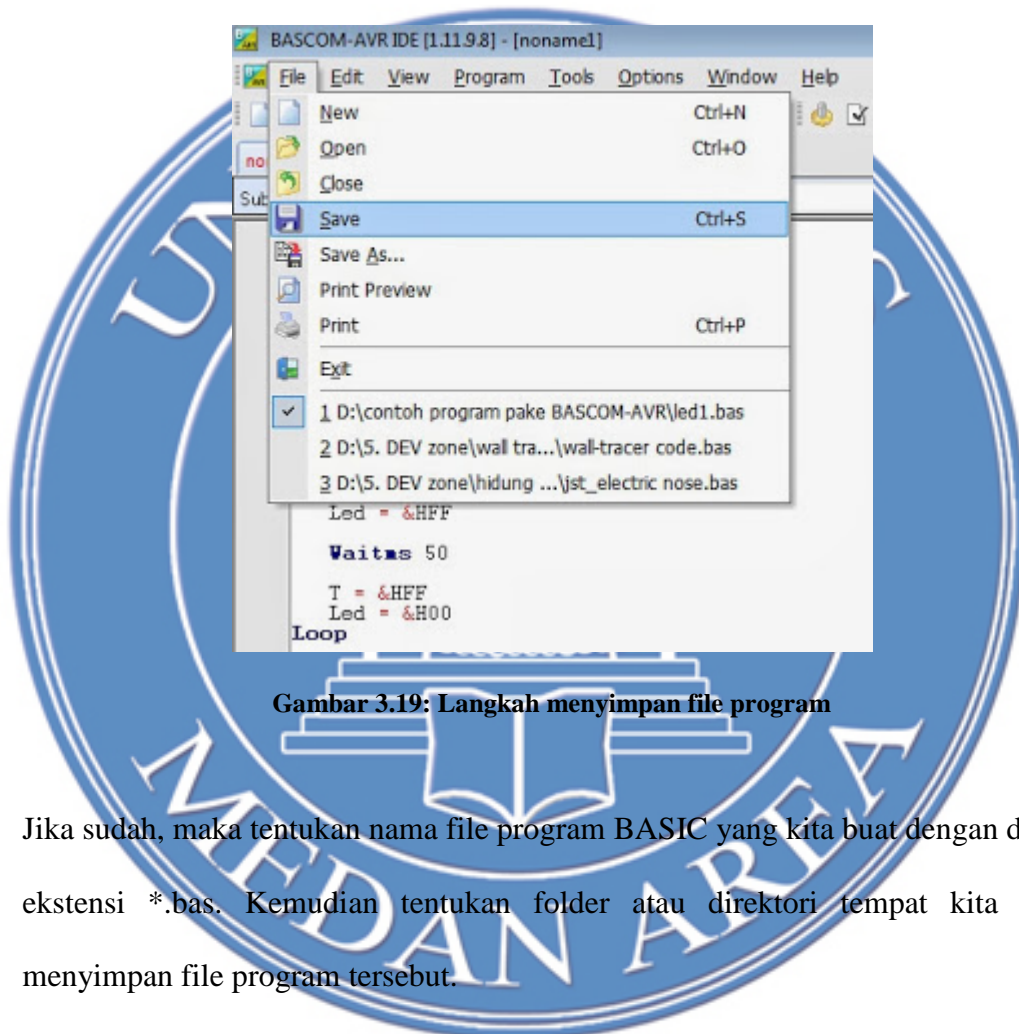 BASCOM-AVR IDE [1.11.9.8] - [noname1]
File Edit View Program Tools Options Window Help
New Ctrl+N
Open Ctrl+O
Close
Save Ctrl+S
Save As...
Print Preview
Print Ctrl+P
Exit
1 D:\contoh program pake BASCOM-AVR\led1.bas
2 D:\5. DEV zone\wall tra...\wall-tracer code.bas
3 D:\5. DEV zone\hidung ...\jst_electric nose.bas
Led = &HFF
Waitms 50
T = &HFF
Led = &H00
Loop
Gambar 3.19: Langkah menyimpan file program
Jika sudah, maka tentukan nama file program BASIC yang kita buat dengan
ekstensi *.bas. Kemudian tentukan folder atau direktori tempat kita
menyimpan file program tersebut.
MEDAN AREA